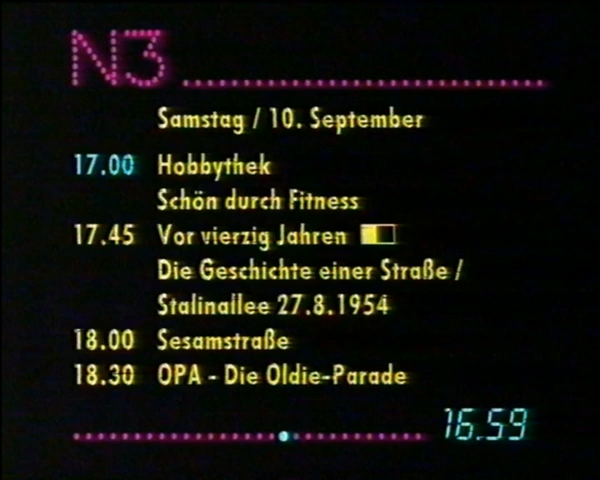 N3
Samstag / 10. September
17.00 Hobbythek
Schön durch Fitness
17.45 Vor vierzig Jahren
Die Geschichte einer Straße /
Stalinallee 27.8.1954
18.00 Sesamstraße
18.30 OPA - Die Oldie-Parade
16.59